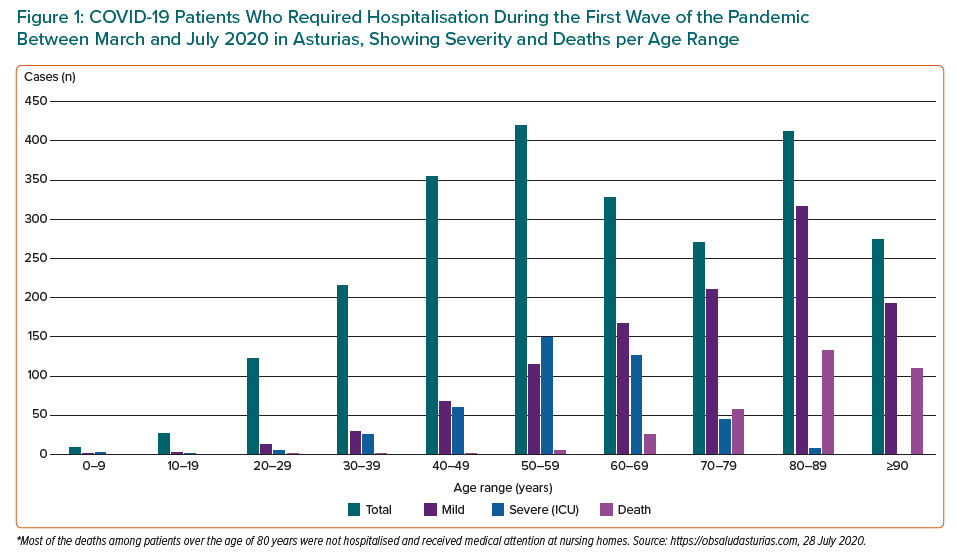 Figure 1: COVID-19 Patients Who Required Hospitalisation During the First Wave of the Pandemic
Between March and July 2020 in Asturias, Showing Severity and Deaths per Age Range
Cases (n)
450
400
350
300
250
200
150
100
50
0
0–9 10–19 20–29 30–39 40–49 50–59 60–69 70–79 80–89 ≥90
Age range (years)
Total Mild Severe (ICU) Death
*Most of the deaths among patients over the age of 80 years were not hospitalised and received medical attention at nursing homes. Source: https://obsaludasturias.com, 28 July 2020.